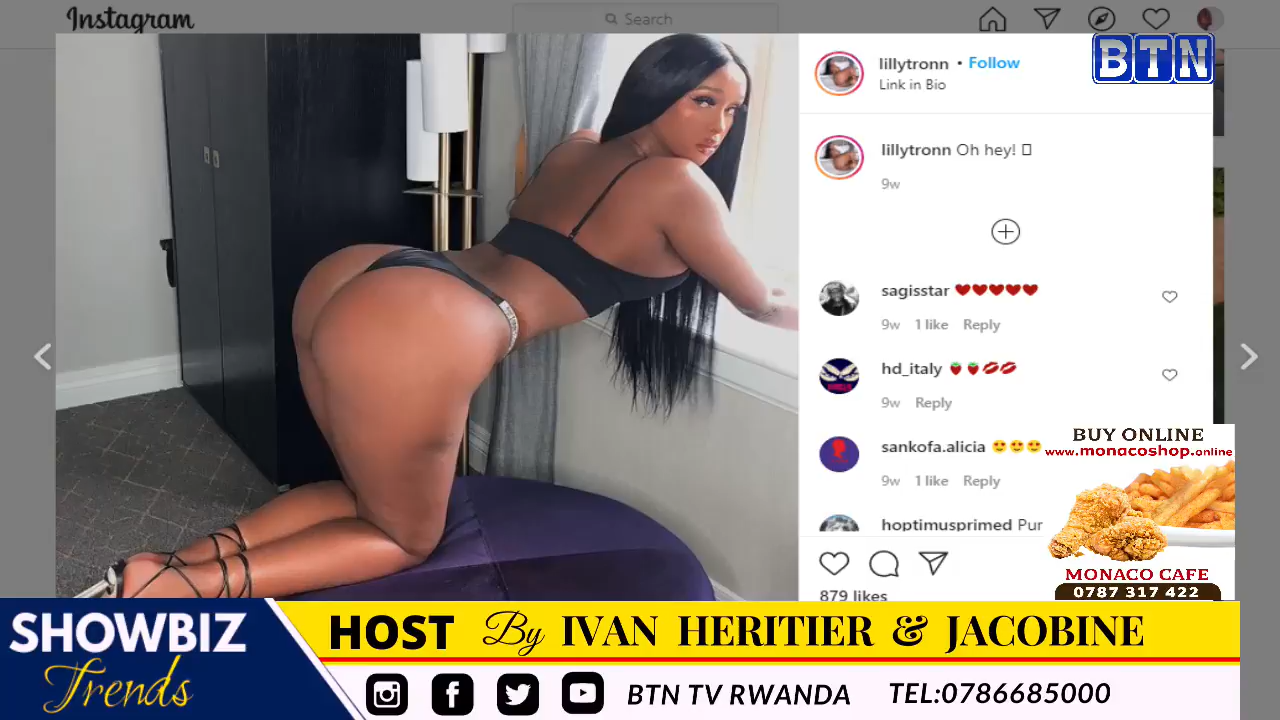 Instagram
Search
BTN
lillytronn • Follow
Link in Bio
lillytronn Oh hey!
9w
sagisstar ❤❤❤❤❤
9w 1 like Reply
hd_italy 🍓🍓💋💋
9w Reply
sankofa.alicia 😍😍😍
9w 1 like Reply
hoptimusprimed Pur
879 likes
BUY ONLINE
www.monacoshop.online
MONACO CAFE
0787 317 422
SHOWBIZ
Trends
HOST By IVAN HERITIER & JACOBINE
BTN TV RWANDA TEL:0786685000